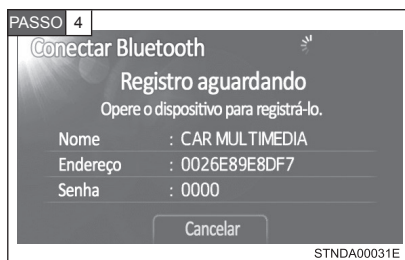 PASSO 4
Conectar Bluetooth
Registro aguardando
Opere o dispositivo para registrá-lo.
Nome : CAR MULTIMEDIA
Endereço : 0026E89E8DF7
Senha : 0000
Cancelar
STNDA00031E